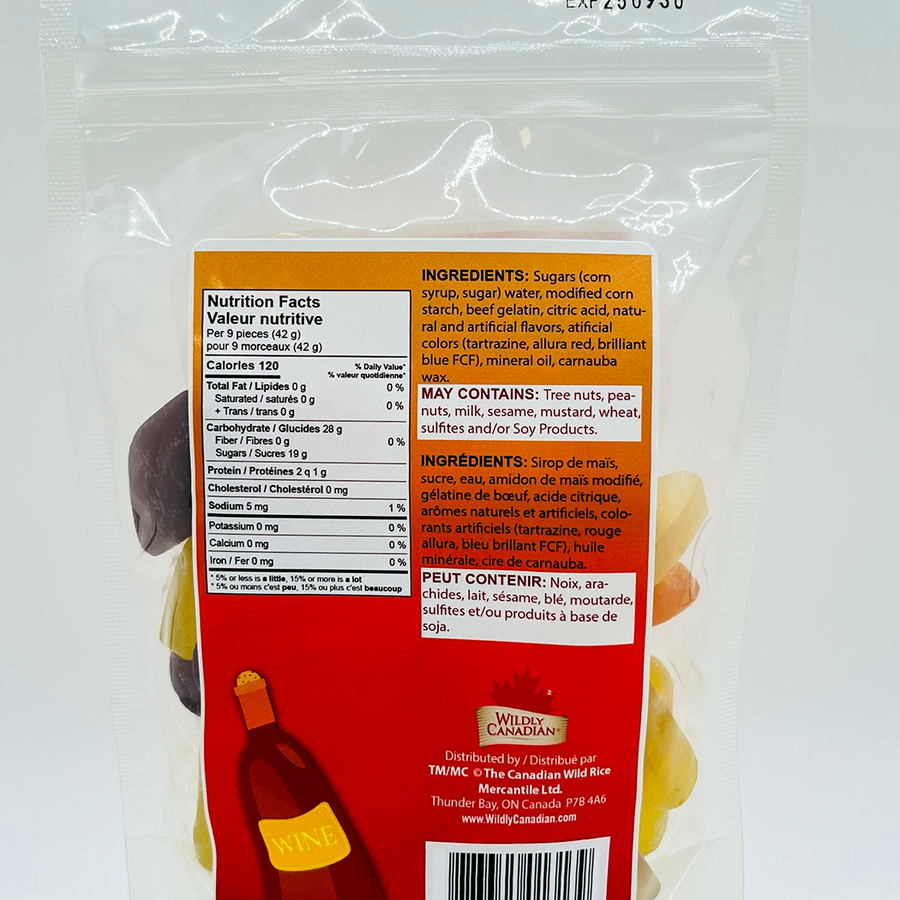 EXP 250930
Nutrition Facts
Valeur nutritive
Per 9 pieces (42 g)
pour 9 morceaux (42 g)
Calories 120
% Daily Value*
% valeur quotidienne*
Total Fat / Lipides 0 g 0 %
Saturated / saturés 0 g
+ Trans / trans 0 g 0 %
Carbohydrate / Glucides 28 g
Fiber / Fibres 0 g 0 %
Sugars / Sucres 19 g
Protein / Protéines 2 q 1 g
Cholesterol / Cholestérol 0 mg
Sodium 5 mg 1 %
Potassium 0 mg 0 %
Calcium 0 mg 0 %
Iron / Fer 0 mg 0 %
* 5% or less is a little, 15% or more is a lot
* 5% ou moins c'est peu, 15% ou plus c'est beaucoup
INGREDIENTS: Sugars (corn
syrup, sugar) water, modified corn
starch, beef gelatin, citric acid, natu-
ral and artificial flavors, atificial
colors (tartrazine, allura red, brilliant
blue FCF), mineral oil, carnauba
wax.
MAY CONTAINS: Tree nuts, pea-
nuts, milk, sesame, mustard, wheat,
sulfites and/or Soy Products.
INGRÉDIENTS: Sirop de maïs,
sucre, eau, amidon de maïs modifié,
gélatine de bœuf, acide citrique,
arômes naturels et artificiels, colo-
rants artificiels (tartrazine, rouge
allura, bleu brillant FCF), huile
minérale, cire de carnauba.
PEUT CONTENIR: Noix, ara-
chides, lait, sésame, blé, moutarde,
sulfites et/ou produits à base de
soja.
WILDLY
CANADIAN
Distributed by / Distribué par
TM/MC © The Canadian Wild Rice
Mercantile Ltd.
Thunder Bay, ON Canada P7B 4A6
www.WildlyCanadian.com
WINE